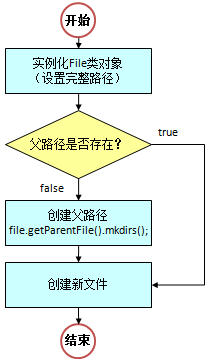 开始
实例化File类对象
（设置完整路径）
父路径是否存在？
true
false
创建父路径
file.getParentFile().mkdirs();
创建新文件
结束